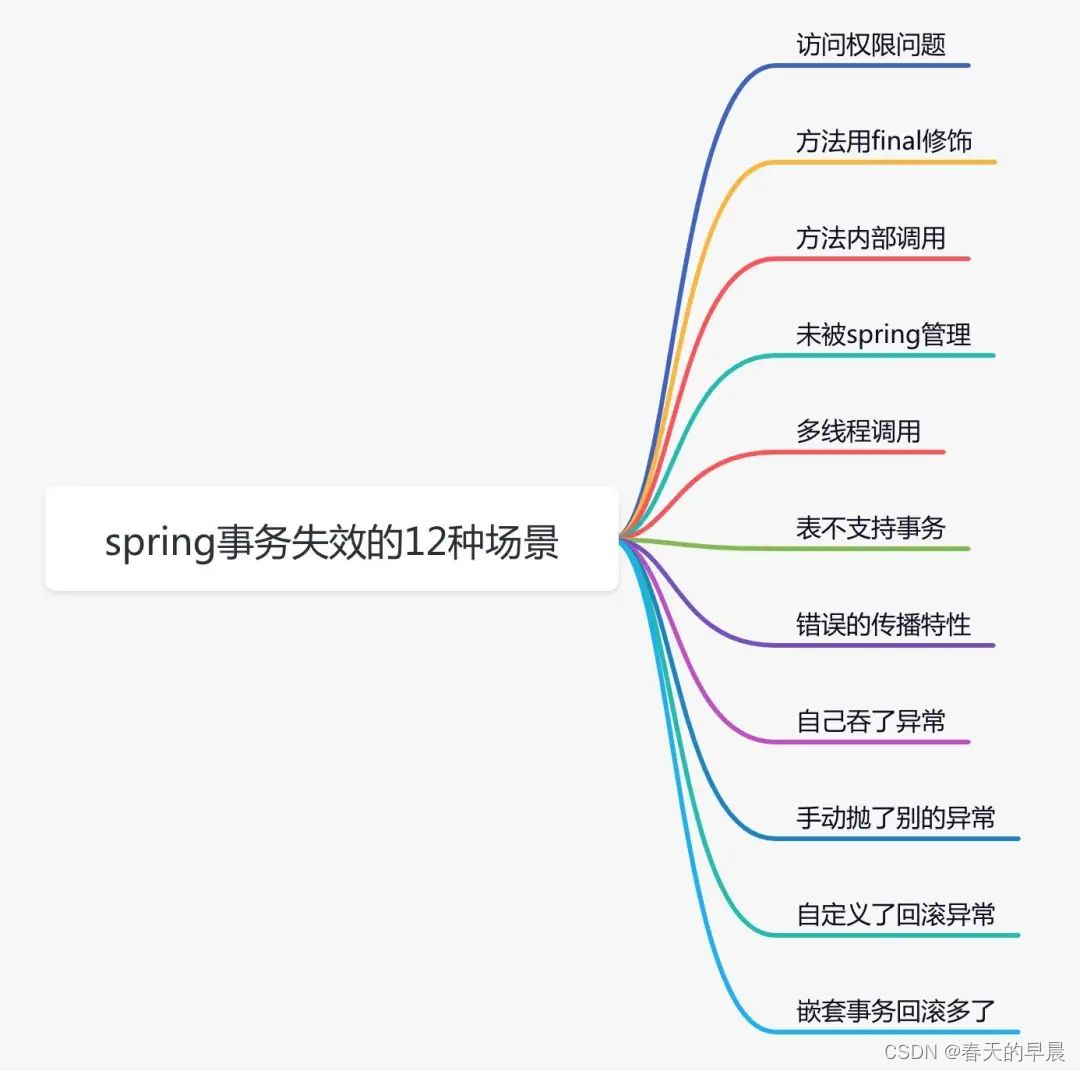 访问权限问题
方法用final修饰
方法内部调用
未被spring管理
多线程调用
表不支持事务
spring事务失效的12种场景
错误的传播特性
自己吞了异常
手动抛了别的异常
自定义了回滚异常
嵌套事务回滚多了
CSDN @春天的早晨